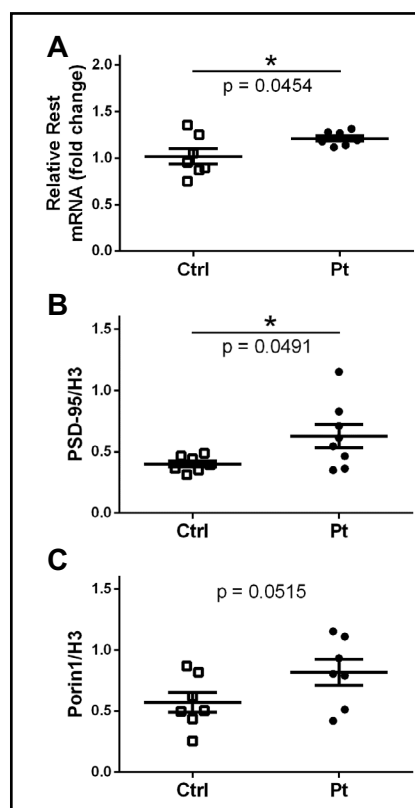 A
Relative Rest
mRNA (fold change)
2.0
1.5
1.0
0.5
0.0
*
p = 0.0454
Ctrl
Pt
B
PSD-95/H3
1.5
1.0
0.5
0.0
*
p = 0.0491
Ctrl
Pt
C
Porin1/H3
1.5
1.0
0.5
0.0
p = 0.0515
Ctrl
Pt